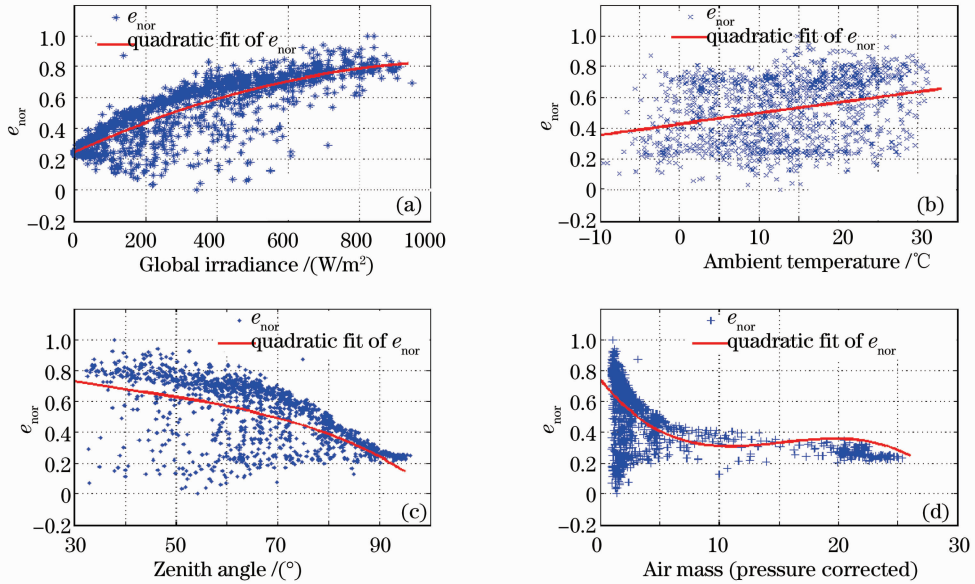 e_nor
quadratic fit of e_nor
1.0
0.8
0.6
0.4
0.2
0
−0.2
e_nor
(a)
0 200 400 600 800 1000
Global irradiance /(W/m²)
e_nor
quadratic fit of e_nor
1.0
0.8
0.6
0.4
0.2
0
−0.2
e_nor
(b)
−10 0 10 20 30
Ambient temperature /℃
e_nor
quadratic fit of e_nor
1.0
0.8
0.6
0.4
0.2
0
−0.2
e_nor
(c)
30 50 70 90
Zenith angle /(°)
e_nor
quadratic fit of e_nor
1.0
0.8
0.6
0.4
0.2
0
−0.2
e_nor
(d)
0 10 20 30
Air mass (pressure corrected)